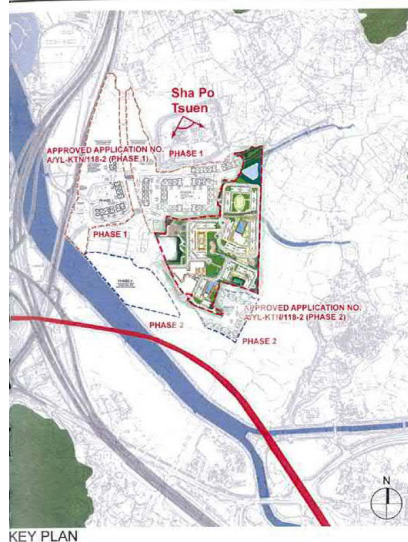 Sha Po
Tsuen
APPROVED APPLICATION NO.
A/YL-KTN/118-2 (PHASE 1)
PHASE 1
PHASE 1
APPROVED APPLICATION NO.
A/YL-KTN/118-2 (PHASE 2)
PHASE 2
PHASE 2
N
KEY PLAN